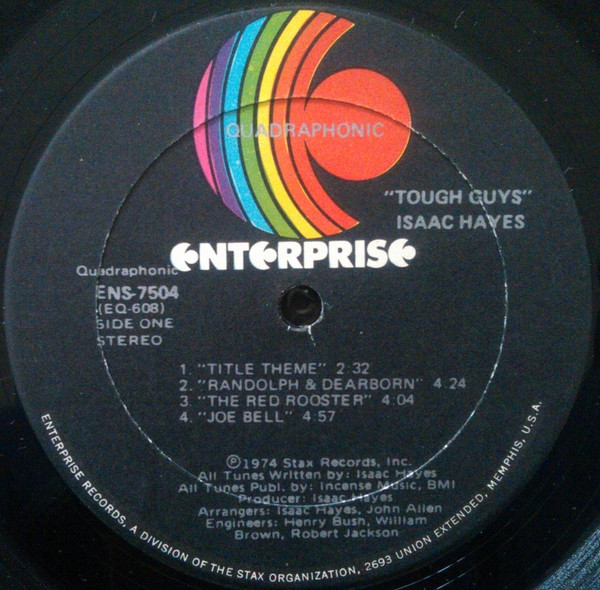 QUADRAPHONIC
"TOUGH GUYS"
ISAAC HAYES
ENTERPRISE
Quadraphonic
ENS-7504
(EQ-608)
SIDE ONE
STEREO
1. "TITLE THEME" 2:32
2. "RANDOLPH & DEARBORN" 4:24
3. "THE RED ROOSTER" 4:04
4. "JOE BELL" 4:57
Ⓟ1974 Stax Records, Inc.
All Tunes Written by: Isaac Hayes
All Tunes Publ. by: Incense Music, BMI
Producer: Isaac Hayes
Arrangers: Isaac Hayes, John Allen
Engineers: Henry Bush, William
Brown, Robert Jackson
ENTERPRISE RECORDS, A DIVISION OF THE STAX ORGANIZATION, 2693 UNION EXTENDED, MEMPHIS, U.S.A.